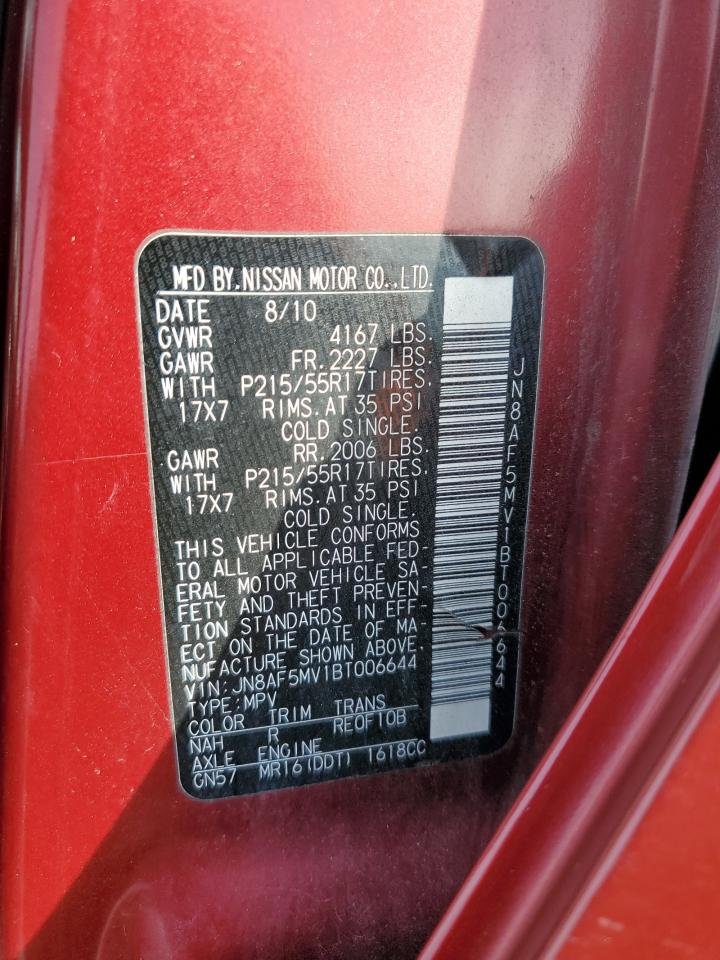 MFD BY. NISSAN MOTOR CO., LTD.
DATE 8/10
GVWR 4167 LBS.
GAWR FR. 2227 LBS.
WITH P215/55R17TIRES.
17X7 RIMS. AT 35 PSI
COLD SINGLE.
GAWR RR. 2006 LBS.
WITH P215/55R17TIRES.
17X7 RIMS. AT 35 PSI
COLD SINGLE.
THIS VEHICLE CONFORMS
TO ALL APPLICABLE FED-
ERAL MOTOR VEHICLE SA-
FETY AND THEFT PREVEN-
TION STANDARDS IN EFF-
ECT ON THE DATE OF MA-
NUFACTURE SHOWN ABOVE.
VIN:JN8AF5MV1BT006644
TYPE:MPV
COLOR TRIM TRANS
NAH R RE0F10B
AXLE ENGINE
GN57 MR16(DDT) 1618CC
JN8AF5MV1BT006644